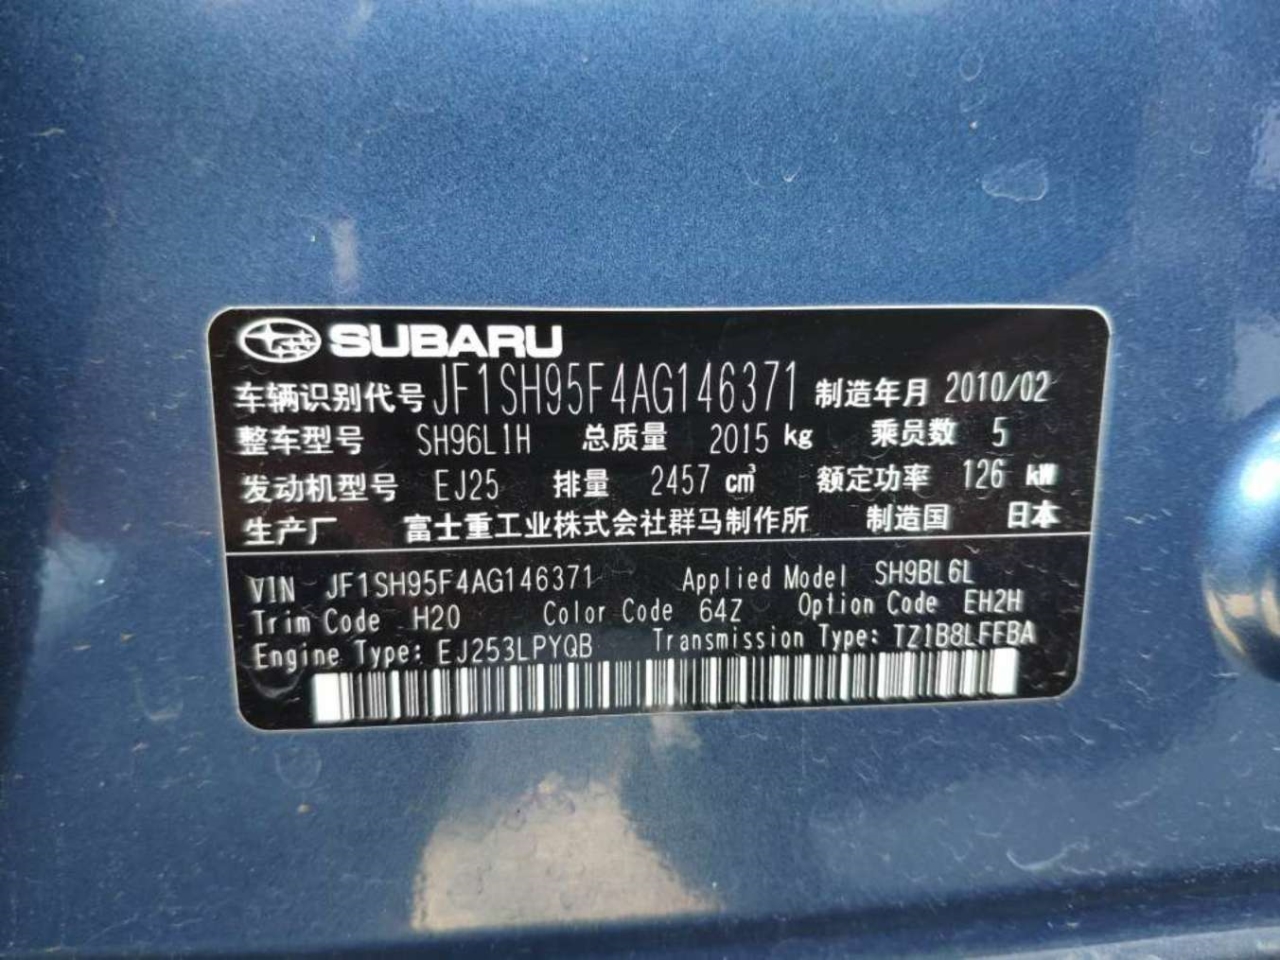 SUBARU
车辆识别代号 JF1SH95F4AG146371 制造年月 2010/02
整车型号 SH96L1H 总质量 2015 kg 乘员数 5
发动机型号 EJ25 排量 2457 cm³ 额定功率 126 kW
生产厂 富士重工业株式会社群马制作所 制造国 日本
VIN JF1SH95F4AG146371 Applied Model SH9BL6L
Trim Code H20 Color Code 64Z Option Code EH2H
Engine Type: EJ253LPYQB Transmission Type: TZ1B8LFFBA